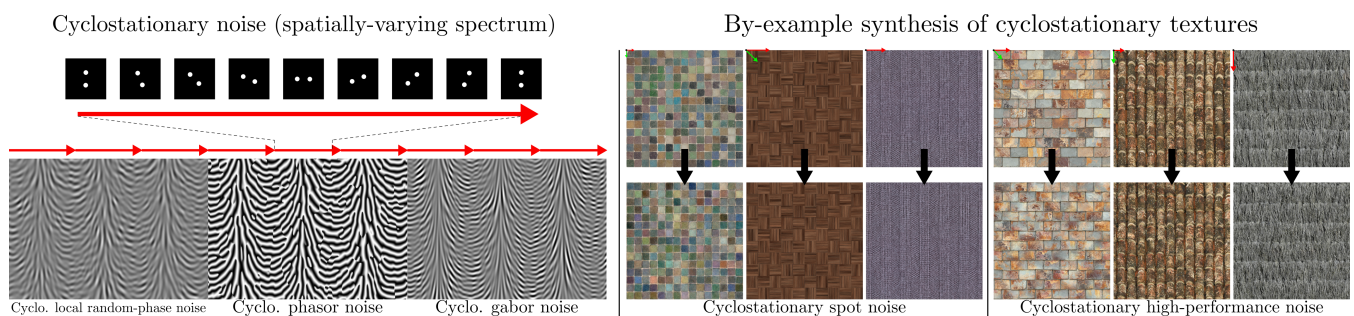 Cyclostationary noise (spatially-varying spectrum)
By-example synthesis of cyclostationary textures
Cyclo. local random-phase noise
Cyclo. phasor noise
Cyclo. gabor noise
Cyclostationary spot noise
Cyclostationary high-performance noise